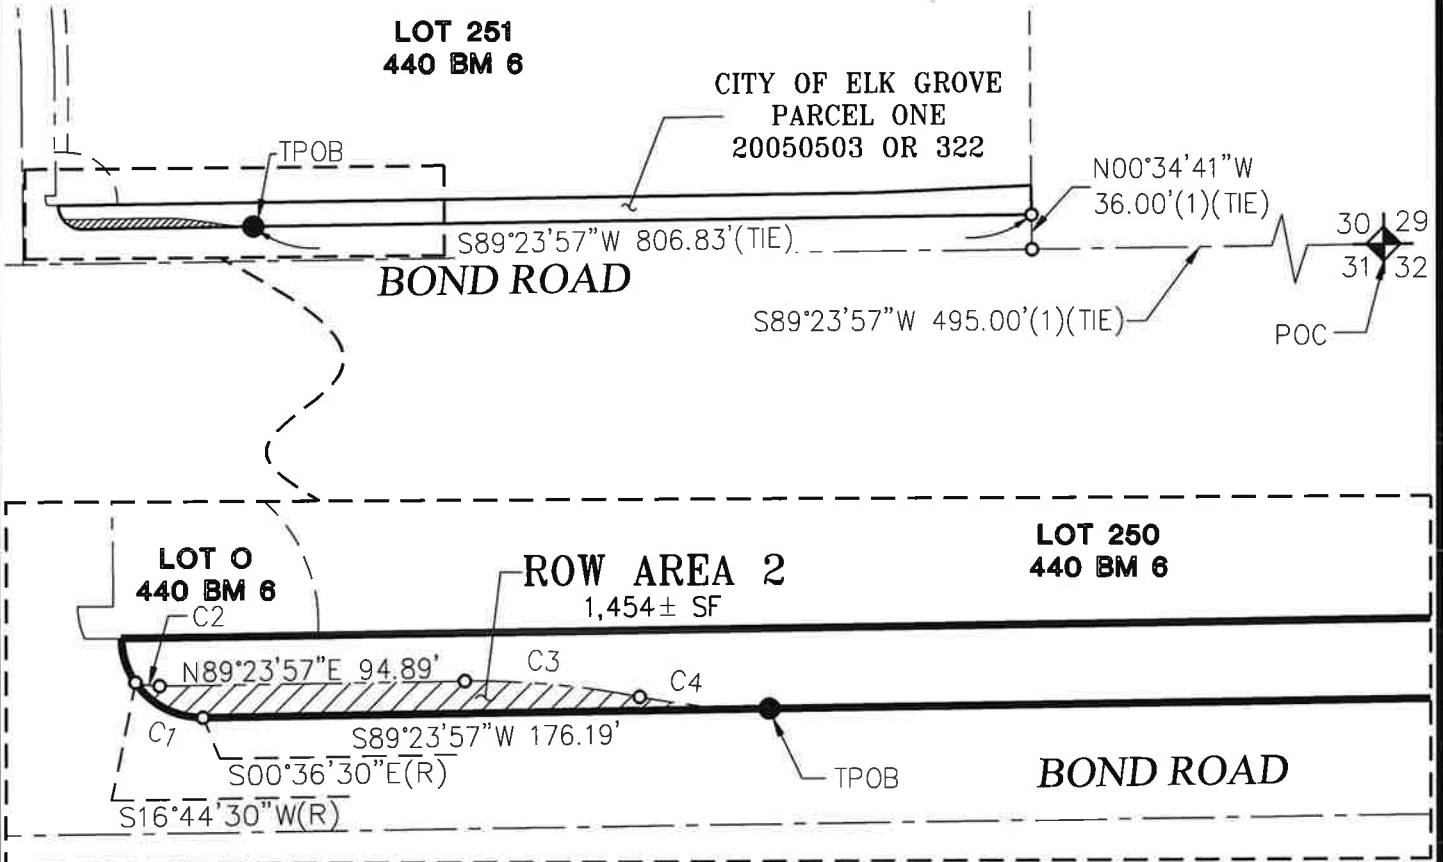 LOT 251
440 BM 6
CITY OF ELK GROVE
PARCEL ONE
20050503 OR 322
TPOB
N00°34'41"W
36.00'(1)(TIE)
30 29
31 32
S89°23'57"W 806.83'(TIE)
BOND ROAD
S89°23'57"W 495.00'(1)(TIE)
POC
LOT O
440 BM 6
ROW AREA 2
1,454± SF
LOT 250
440 BM 6
C2
N89°23'57"E 94.89'
C3
C4
C1
S89°23'57"W 176.19'
S00°36'30"E(R)
TPOB
BOND ROAD
S16°44'30"W(R)